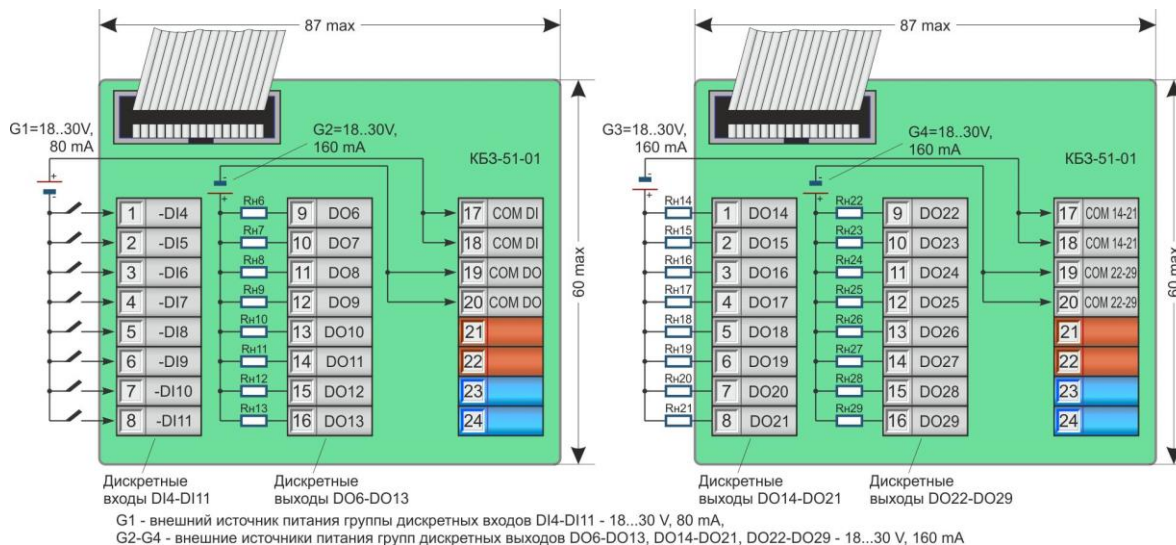 87 max
87 max
G1=18..30V,
80 mA
G2=18..30V,
160 mA
КБЗ-51-01
60 max
G3=18..30V,
160 mA
G4=18..30V,
160 mA
КБЗ-51-01
60 max
+
-
-
+
-
+
-
+
1 -DI4 Rн6 9 DO6 17 COM DI
2 -DI5 Rн7 10 DO7 18 COM DI
3 -DI6 Rн8 11 DO8 19 COM DO
4 -DI7 Rн9 12 DO9 20 COM DO
5 -DI8 Rн10 13 DO10 21
6 -DI9 Rн11 14 DO11 22
7 -DI10 Rн12 15 DO12 23
8 -DI11 Rн13 16 DO13 24
Rн14 1 DO14 Rн22 9 DO22 17 COM 14-21
Rн15 2 DO15 Rн23 10 DO23 18 COM 14-21
Rн16 3 DO16 Rн24 11 DO24 19 COM 22-29
Rн17 4 DO17 Rн25 12 DO25 20 COM 22-29
Rн18 5 DO18 Rн26 13 DO26 21
Rн19 6 DO19 Rн27 14 DO27 22
Rн20 7 DO20 Rн28 15 DO28 23
Rн21 8 DO21 Rн29 16 DO29 24
Дискретные
входы DI4-DI11
Дискретные
выходы DO6-DO13
Дискретные
выходы DO14-DO21
Дискретные
выходы DO22-DO29
G1 - внешний источник питания группы дискретных входов DI4-DI11 - 18...30 V, 80 mA,
G2-G4 - внешние источники питания групп дискретных выходов DO6-DO13, DO14-DO21, DO22-DO29 - 18...30 V, 160 mA